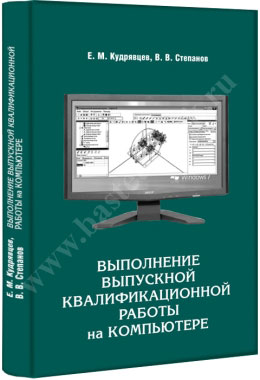 Е. М. Кудрявцев, В. В. Степанов
ВЫПОЛНЕНИЕ
ВЫПУСКНОЙ
КВАЛИФИКАЦИОННОЙ
РАБОТЫ
на КОМПЬЮТЕРЕ
Е. М. Кудрявцев, ВЫПОЛНЕНИЕ ВЫПУСКНОЙ КВАЛИФИКАЦИОННОЙ
В. В. Степанов РАБОТЫ на КОМПЬЮТЕРЕ